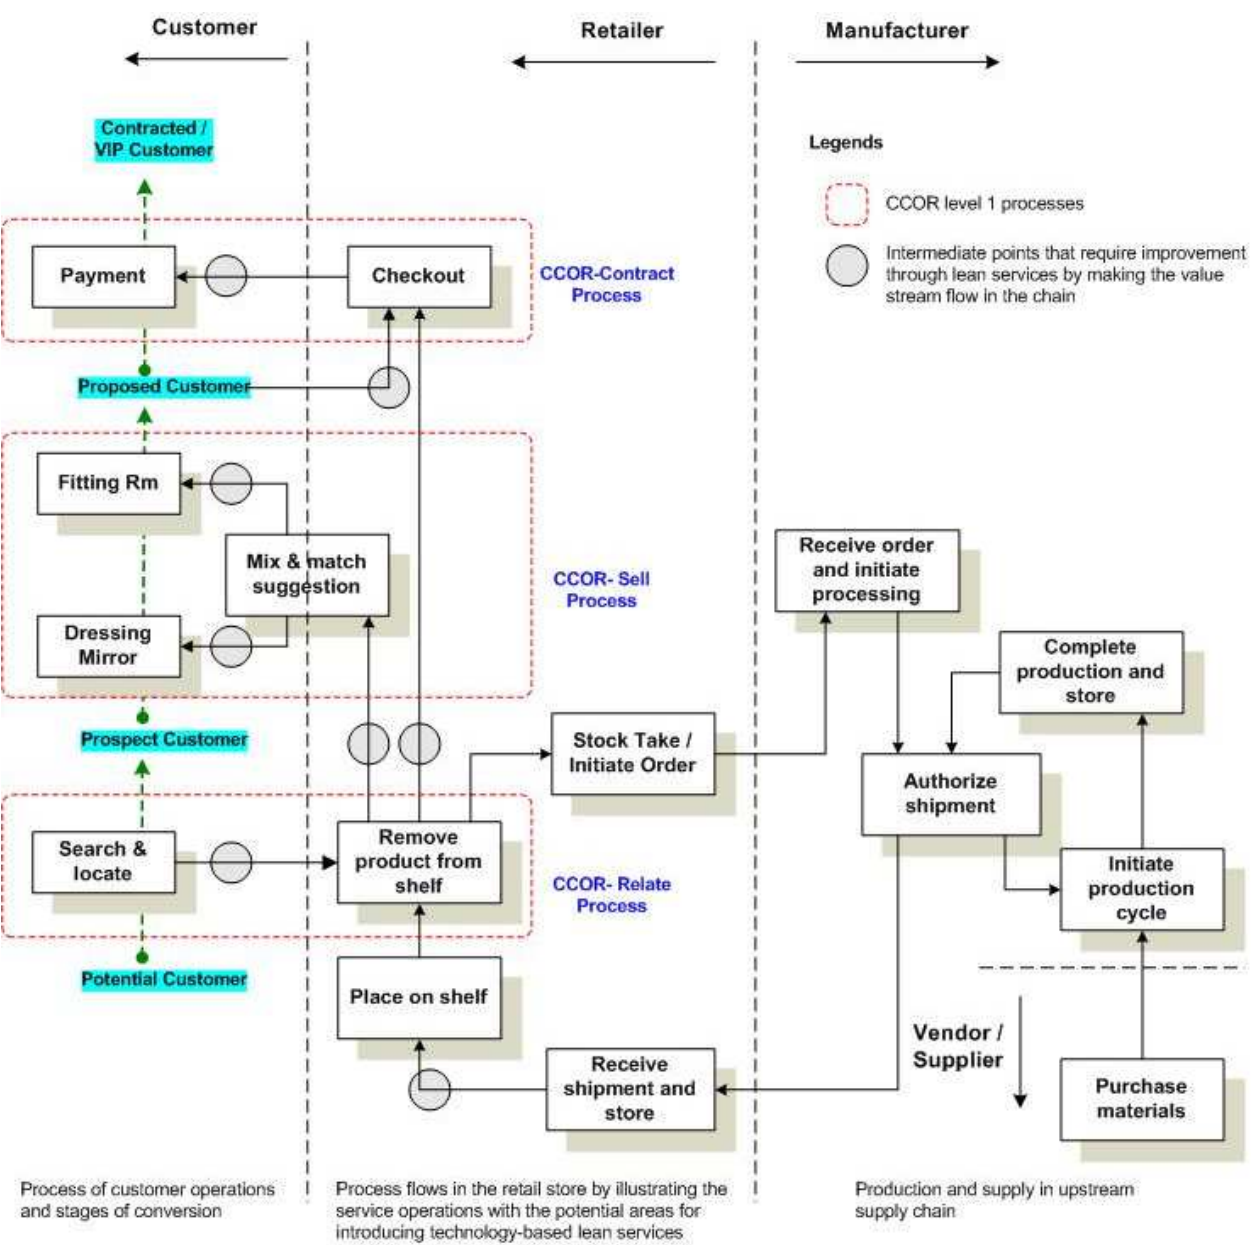 Customer
Retailer
Manufacturer
Contracted /
VIP Customer
Legends
CCOR level 1 processes
Intermediate points that require improvement
through lean services by making the value
stream flow in the chain
Payment
Checkout
CCOR-Contract
Process
Proposed Customer
Fitting Rm
Mix & match
suggestion
CCOR- Sell
Process
Dressing
Mirror
Receive order
and initiate
processing
Complete
production and
store
Prospect Customer
Stock Take /
Initiate Order
Authorize
shipment
Search &
locate
Remove
product from
shelf
CCOR- Relate
Process
Initiate
production
cycle
Potential Customer
Place on shelf
Receive
shipment and
store
Vendor /
Supplier
Purchase
materials
Process of customer operations
and stages of conversion
Process flows in the retail store by illustrating the
service operations with the potential areas for
introducing technology-based lean services
Production and supply in upstream
supply chain